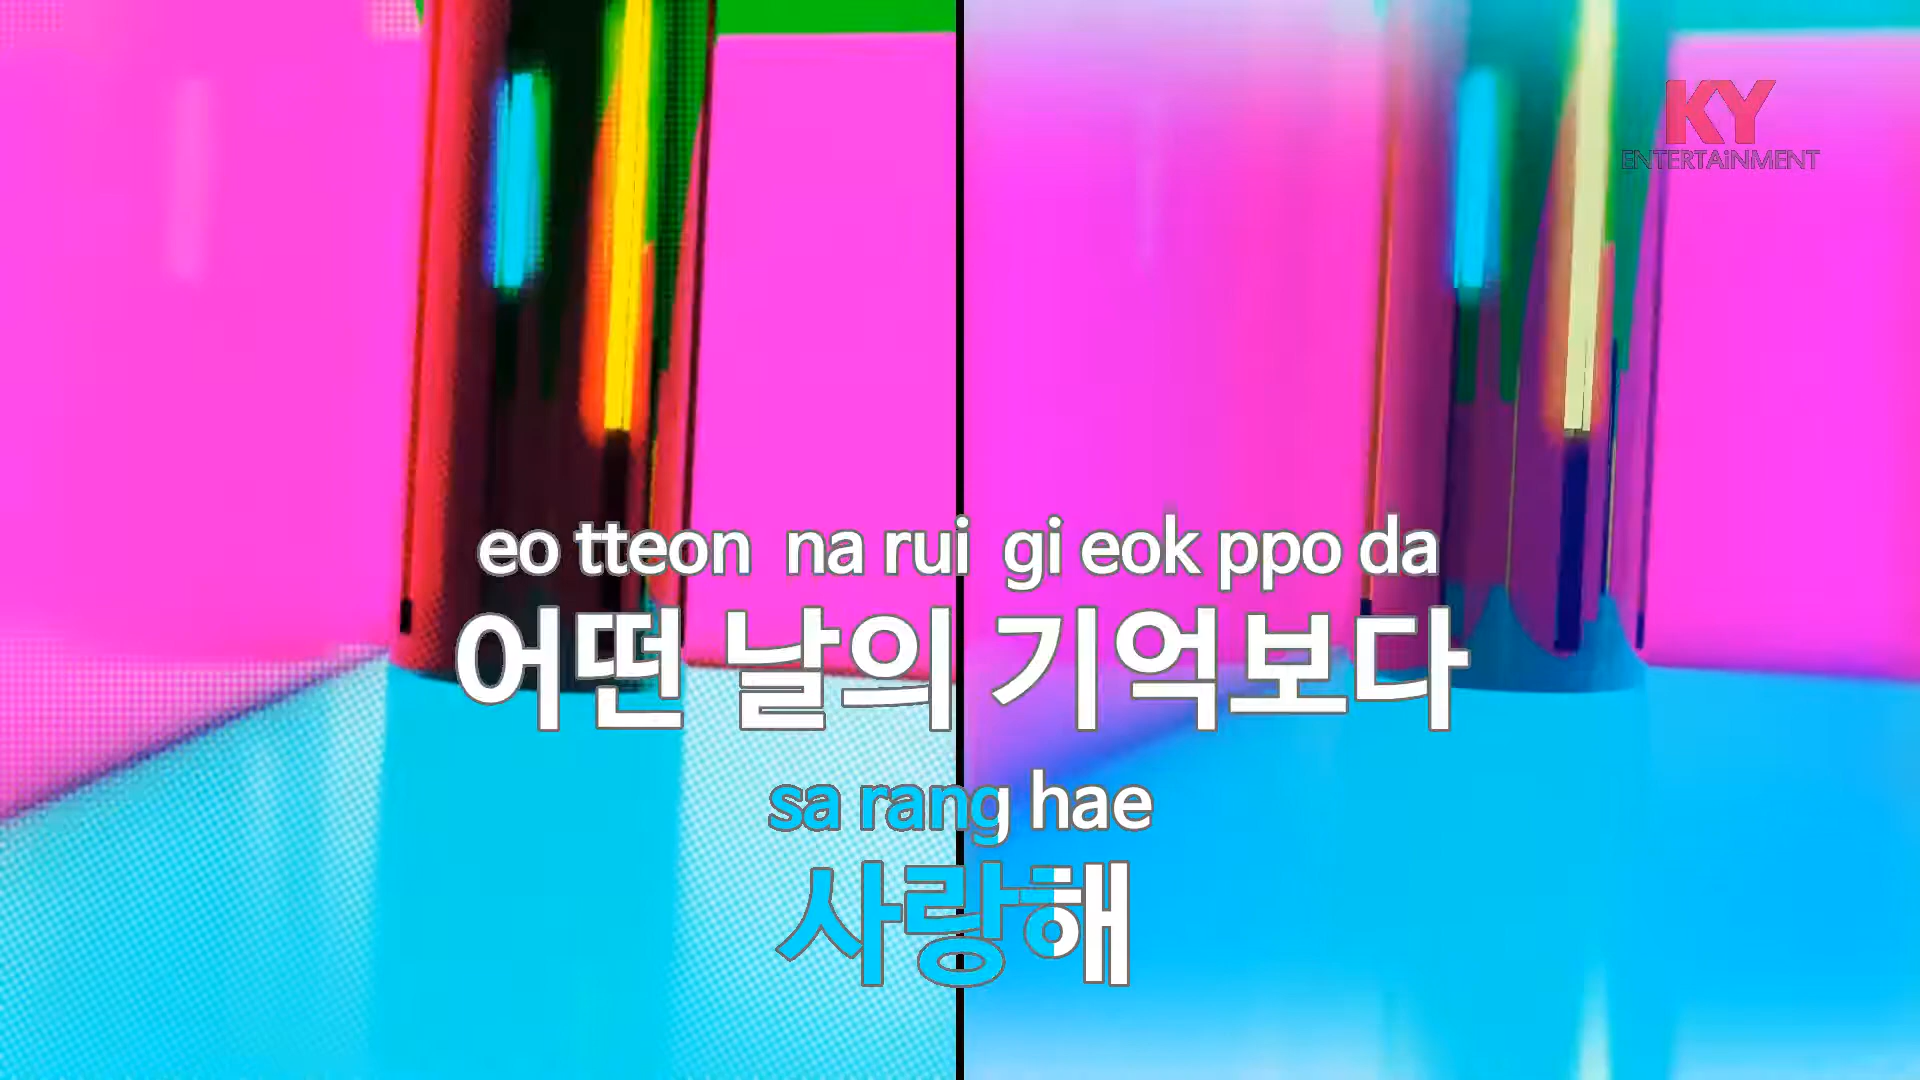 KY
ENTERTAiNMENT
eo tteon na rui gi eok ppo da
어떤 날의 기억보다
sa rang hae
사랑해